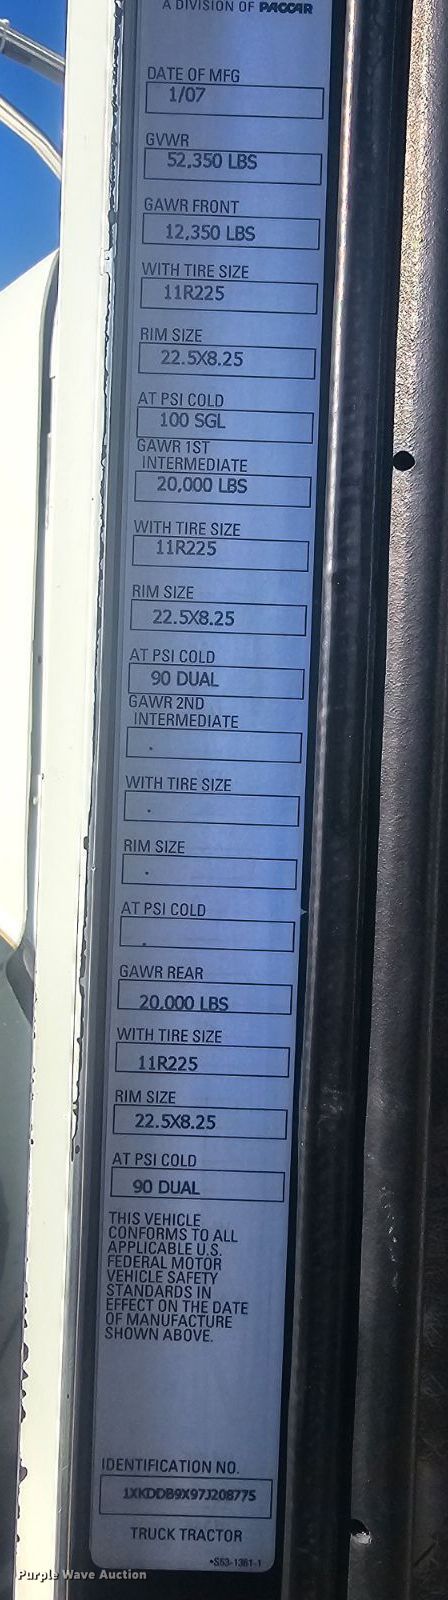 A DIVISION OF PACCAR
DATE OF MFG
1/07
GVWR
52,350 LBS
GAWR FRONT
12,350 LBS
WITH TIRE SIZE
11R225
RIM SIZE
22.5X8.25
AT PSI COLD
100 SGL
GAWR 1ST
INTERMEDIATE
20,000 LBS
WITH TIRE SIZE
11R225
RIM SIZE
22.5X8.25
AT PSI COLD
90 DUAL
GAWR 2ND
INTERMEDIATE
.
WITH TIRE SIZE
.
RIM SIZE
.
AT PSI COLD
.
GAWR REAR
20,000 LBS
WITH TIRE SIZE
11R225
RIM SIZE
22.5X8.25
AT PSI COLD
90 DUAL
THIS VEHICLE
CONFORMS TO ALL
APPLICABLE U.S.
FEDERAL MOTOR
VEHICLE SAFETY
STANDARDS IN
EFFECT ON THE DATE
OF MANUFACTURE
SHOWN ABOVE.
IDENTIFICATION NO.
1XKDDB9X97J208775
TRUCK TRACTOR
•S53-1361-1
Purple Wave Auction